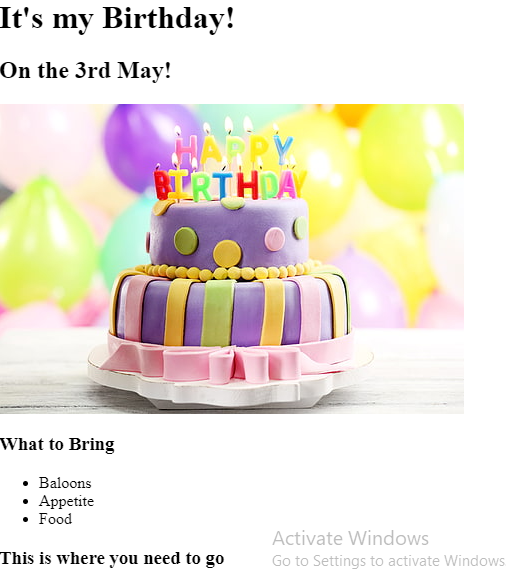 It's my Birthday!
On the 3rd May!
HAPPY
BIRTHDAY
What to Bring
Baloons
Appetite
Food
This is where you need to go
Activate Windows
Go to Settings to activate Windows